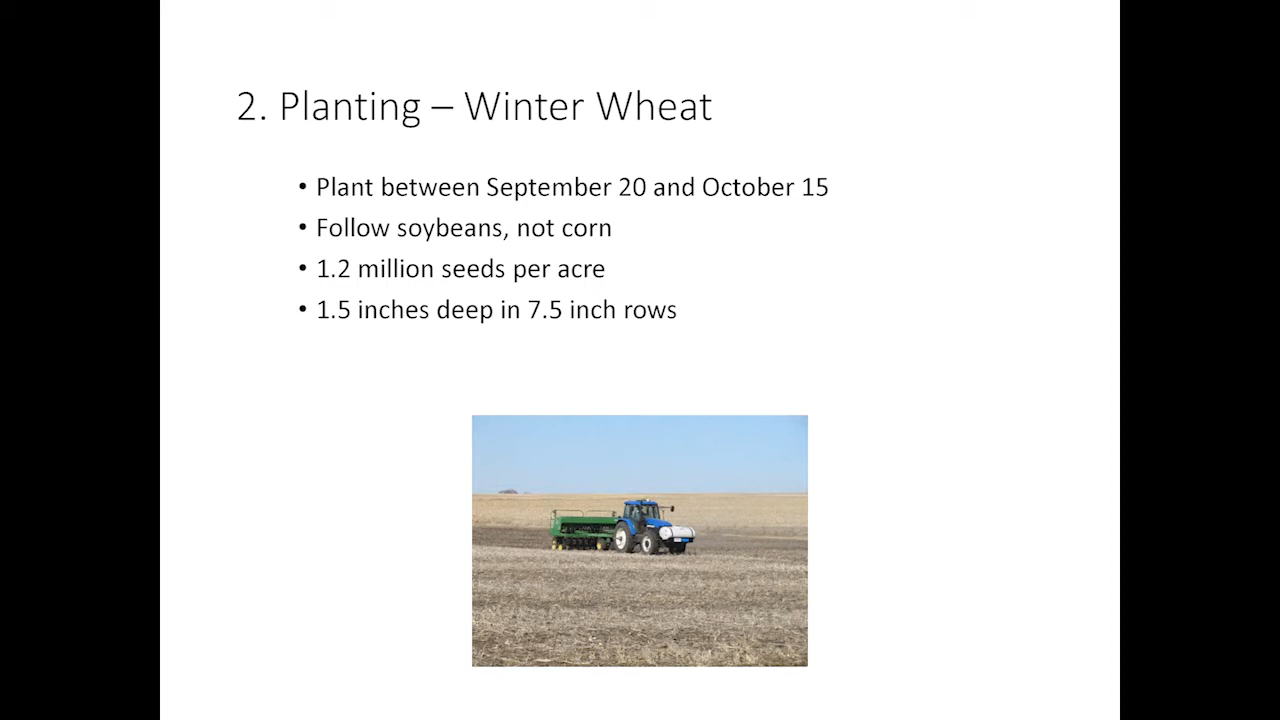 2. Planting – Winter Wheat
• Plant between September 20 and October 15
• Follow soybeans, not corn
• 1.2 million seeds per acre
• 1.5 inches deep in 7.5 inch rows